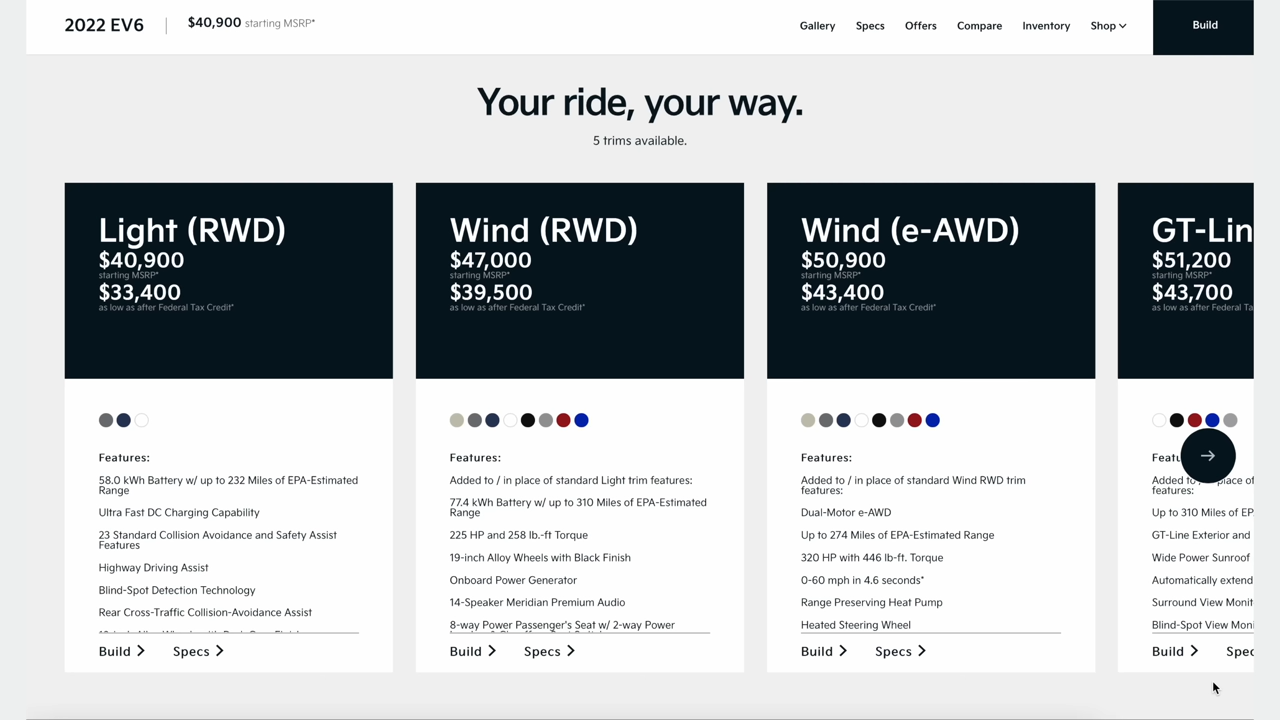 2022 EV6
$40,900 starting MSRP*
Gallery Specs Offers Compare Inventory Shop Build
Your ride, your way.
5 trims available.
Light (RWD)
$40,900
starting MSRP*
$33,400
as low as after Federal Tax Credit*
Features:
58.0 kWh Battery w/ up to 232 Miles of EPA-Estimated
Range
Ultra Fast DC Charging Capability
23 Standard Collision Avoidance and Safety Assist
Features
Highway Driving Assist
Blind-Spot Detection Technology
Rear Cross-Traffic Collision-Avoidance Assist
Build Specs
Wind (RWD)
$47,000
starting MSRP*
$39,500
as low as after Federal Tax Credit*
Features:
Added to / in place of standard Light trim features:
77.4 kWh Battery w/ up to 310 Miles of EPA-Estimated
Range
225 HP and 258 lb.-ft Torque
19-inch Alloy Wheels with Black Finish
Onboard Power Generator
14-Speaker Meridian Premium Audio
8-way Power Passenger's Seat w/ 2-way Power
Build Specs
Wind (e-AWD)
$50,900
starting MSRP*
$43,400
as low as after Federal Tax Credit*
Features:
Added to / in place of standard Wind RWD trim
features:
Dual-Motor e-AWD
Up to 274 Miles of EPA-Estimated Range
320 HP with 446 lb-ft. Torque
0-60 mph in 4.6 seconds*
Range Preserving Heat Pump
Heated Steering Wheel
Build Specs
GT-Lin
$51,200
starting MSRP*
$43,700
as low as after Federal Ta
Featu
Added to place of
features:
Up to 310 Miles of EP
GT-Line Exterior and
Wide Power Sunroof
Automatically extend
Surround View Monit
Blind-Spot View Moni
Build Spec